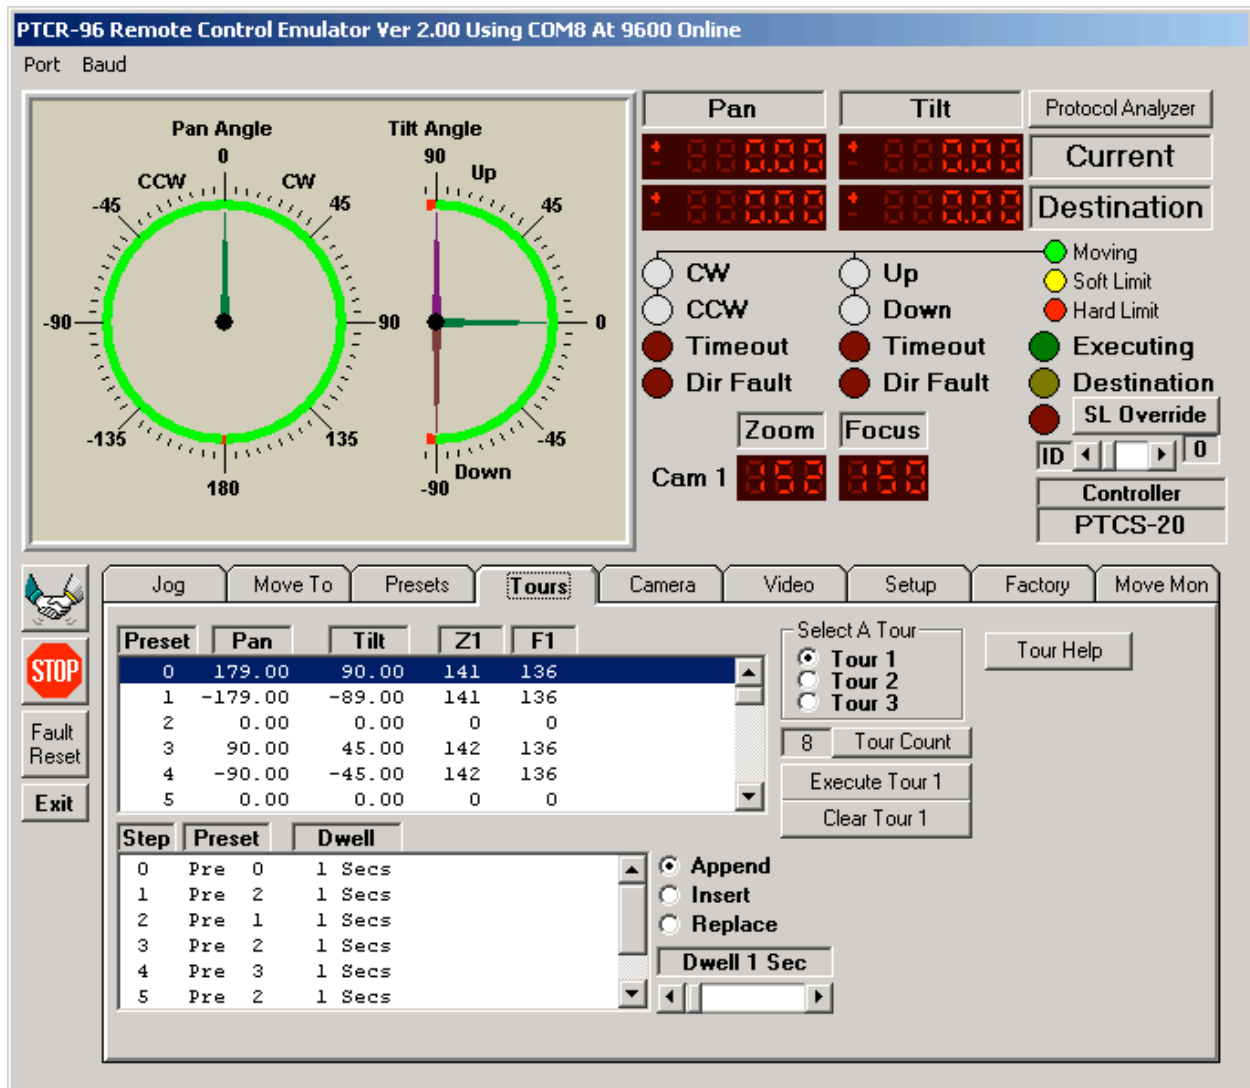 PTCR-96 Remote Control Emulator Ver 2.00 Using COM8 At 9600 Online
Port Baud
Pan Angle
0
CCW CW
-45 45
-90 90
-135 135
180
Tilt Angle
90
Up
45
0
-45
Down
-90
Pan Tilt Protocol Analyzer
+ 0.00 + 0.00 Current
+ 0.00 + 0.00 Destination
Moving
CW Up Soft Limit
CCW Down Hard Limit
Timeout Timeout Executing
Dir Fault Dir Fault Destination
SL Override
Zoom Focus
ID 0
Cam 1 152 150
Controller
PTCS-20
STOP
Fault
Reset
Exit
Jog Move To Presets Tours Camera Video Setup Factory Move Mon
Preset Pan Tilt Z1 F1
0 179.00 90.00 141 136
1 -179.00 -89.00 141 136
2 0.00 0.00 0 0
3 90.00 45.00 142 136
4 -90.00 -45.00 142 136
5 0.00 0.00 0 0
Select A Tour
Tour 1
Tour 2
Tour 3
Tour Help
8 Tour Count
Execute Tour 1
Clear Tour 1
Step Preset Dwell
0 Pre 0 1 Secs
1 Pre 2 1 Secs
2 Pre 1 1 Secs
3 Pre 2 1 Secs
4 Pre 3 1 Secs
5 Pre 2 1 Secs
Append
Insert
Replace
Dwell 1 Sec